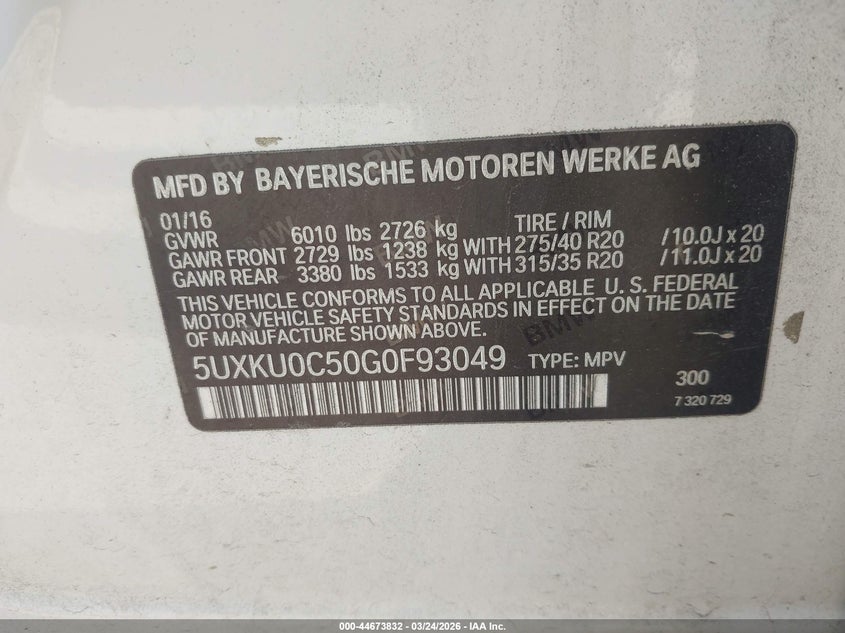 MFD BY BAYERISCHE MOTOREN WERKE AG
01/16 TIRE / RIM
GVWR 6010 lbs 2726 kg
GAWR FRONT 2729 lbs 1238 kg WITH 275/40 R20 /10.0J x 20
GAWR REAR 3380 lbs 1533 kg WITH 315/35 R20 /11.0J x 20
THIS VEHICLE CONFORMS TO ALL APPLICABLE U. S. FEDERAL
MOTOR VEHICLE SAFETY STANDARDS IN EFFECT ON THE DATE
OF MANUFACTURE SHOWN ABOVE.
5UXKU0C50G0F93049 TYPE: MPV
300
7 320 729
000-44673832 - 03/24/2026 - IAA Inc.